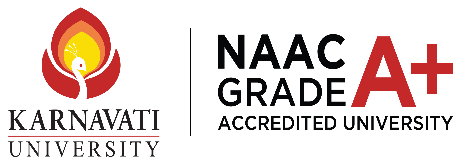 KARNAVATI
UNIVERSITY
NAAC
GRADE A+
ACCREDITED UNIVERSITY